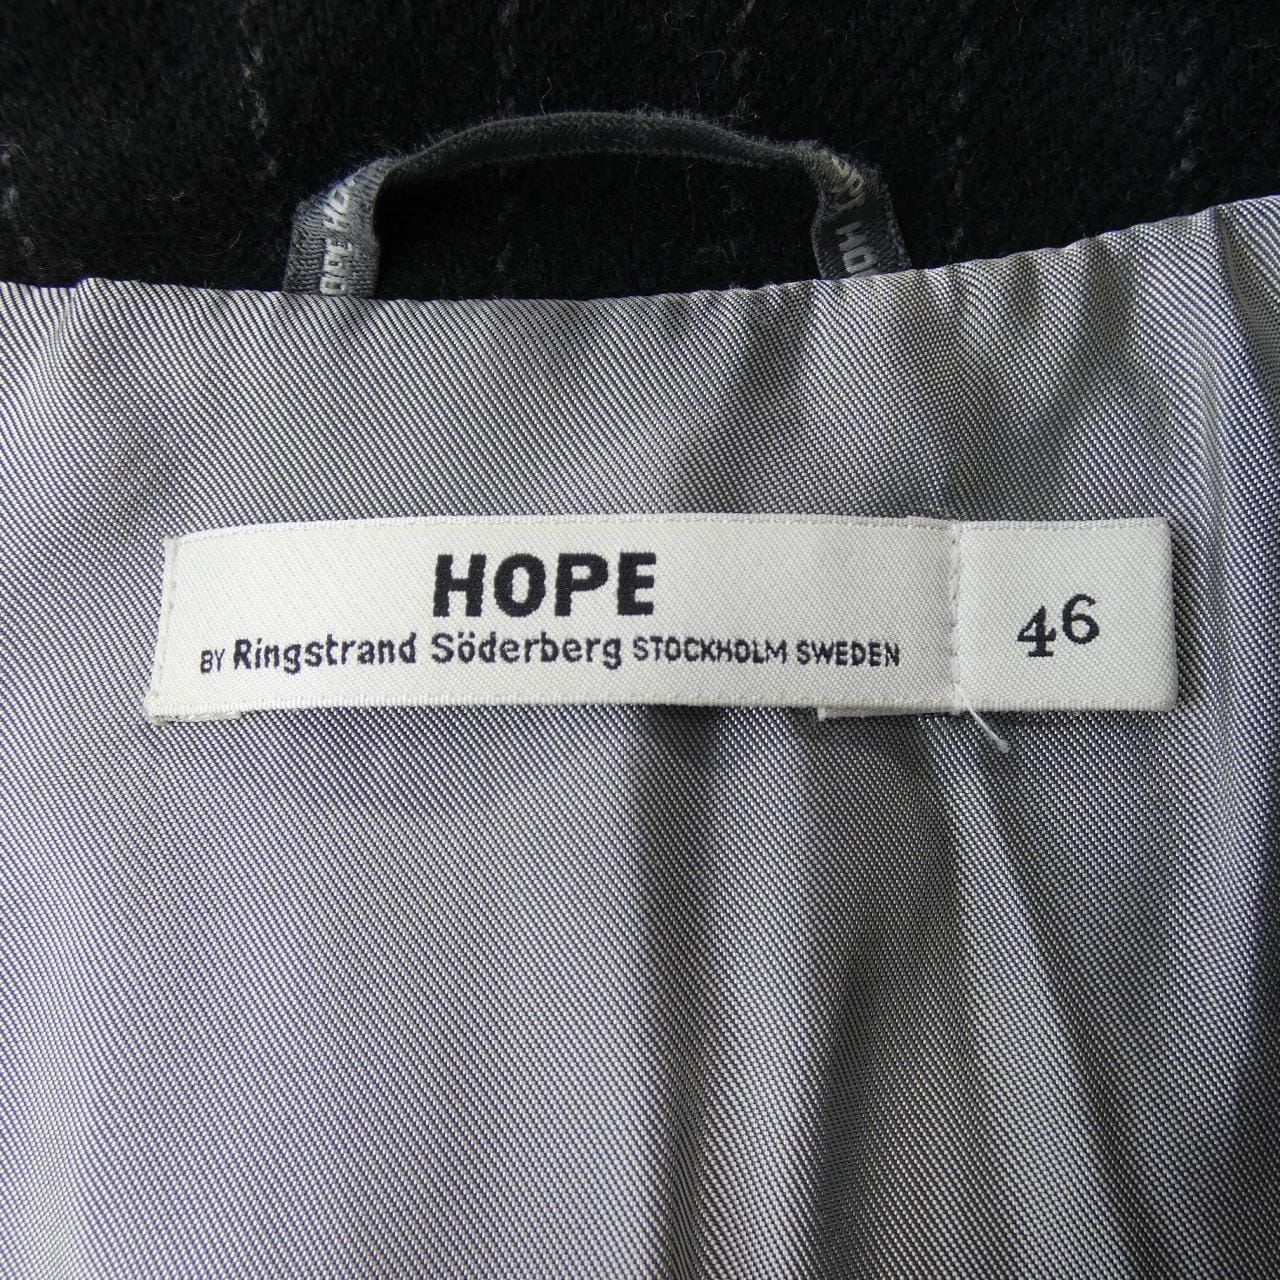 HOPE
BY Ringstrand Söderberg STOCKHOLM SWEDEN
46